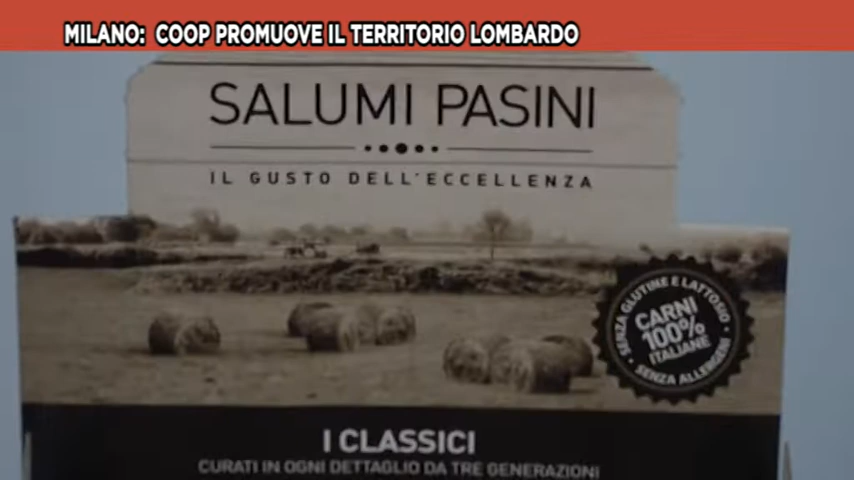 MILANO: COOP PROMUOVE IL TERRITORIO LOMBARDO
SALUMI PASINI
IL GUSTO DELL'ECCELLENZA
SENZA GLUTINE E LATTOSIO
CARNI
100%
ITALIANE
SENZA ALLERGENI
I CLASSICI
CURATI IN OGNI DETTAGLIO DA TRE GENERAZIONI